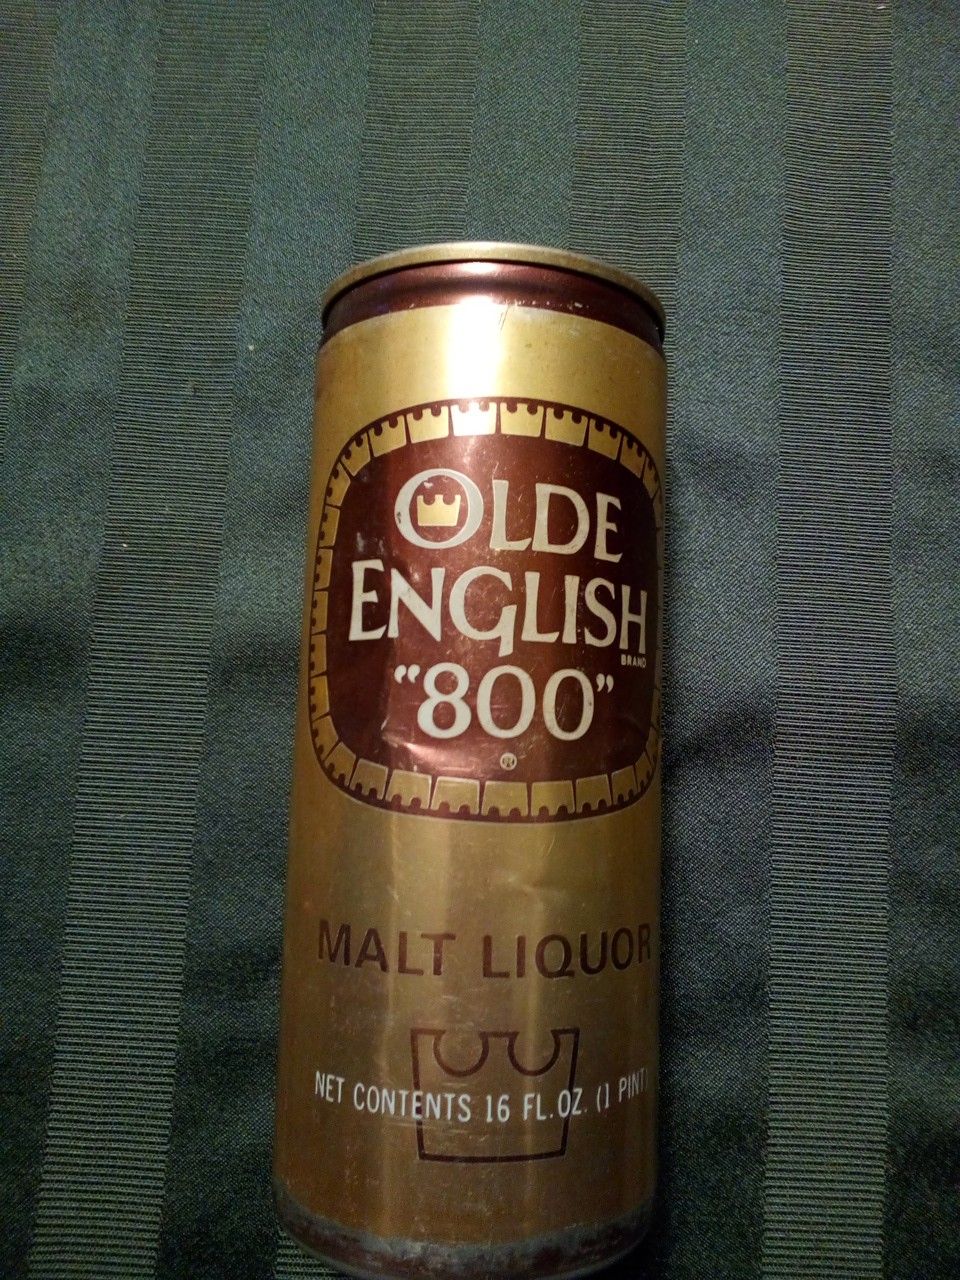 OLDE
ENGLISH
BRAND
“800”
®
MALT LIQUOR
NET CONTENTS 16 FL.OZ. (1 PINT)